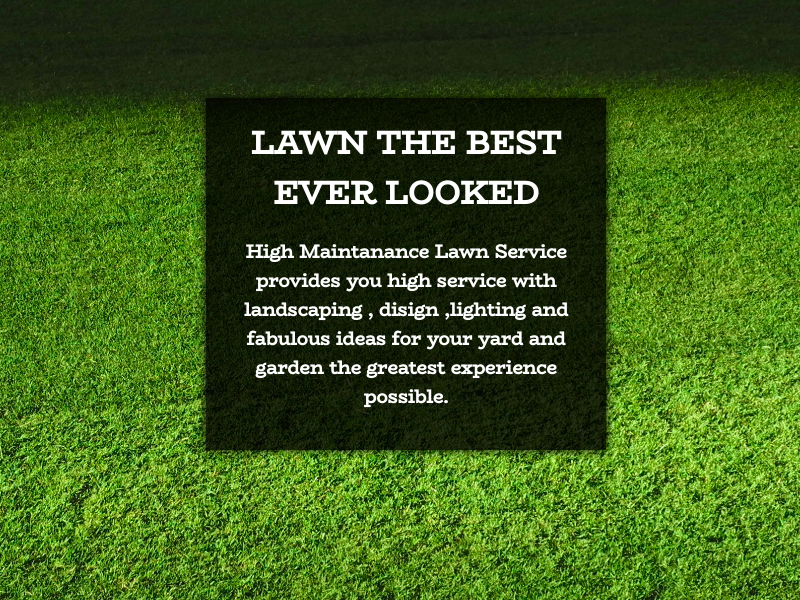 LAWN THE BEST
EVER LOOKED
High Maintanance Lawn Service
provides you high service with
landscaping , disign ,lighting and
fabulous ideas for your yard and
garden the greatest experience
possible.